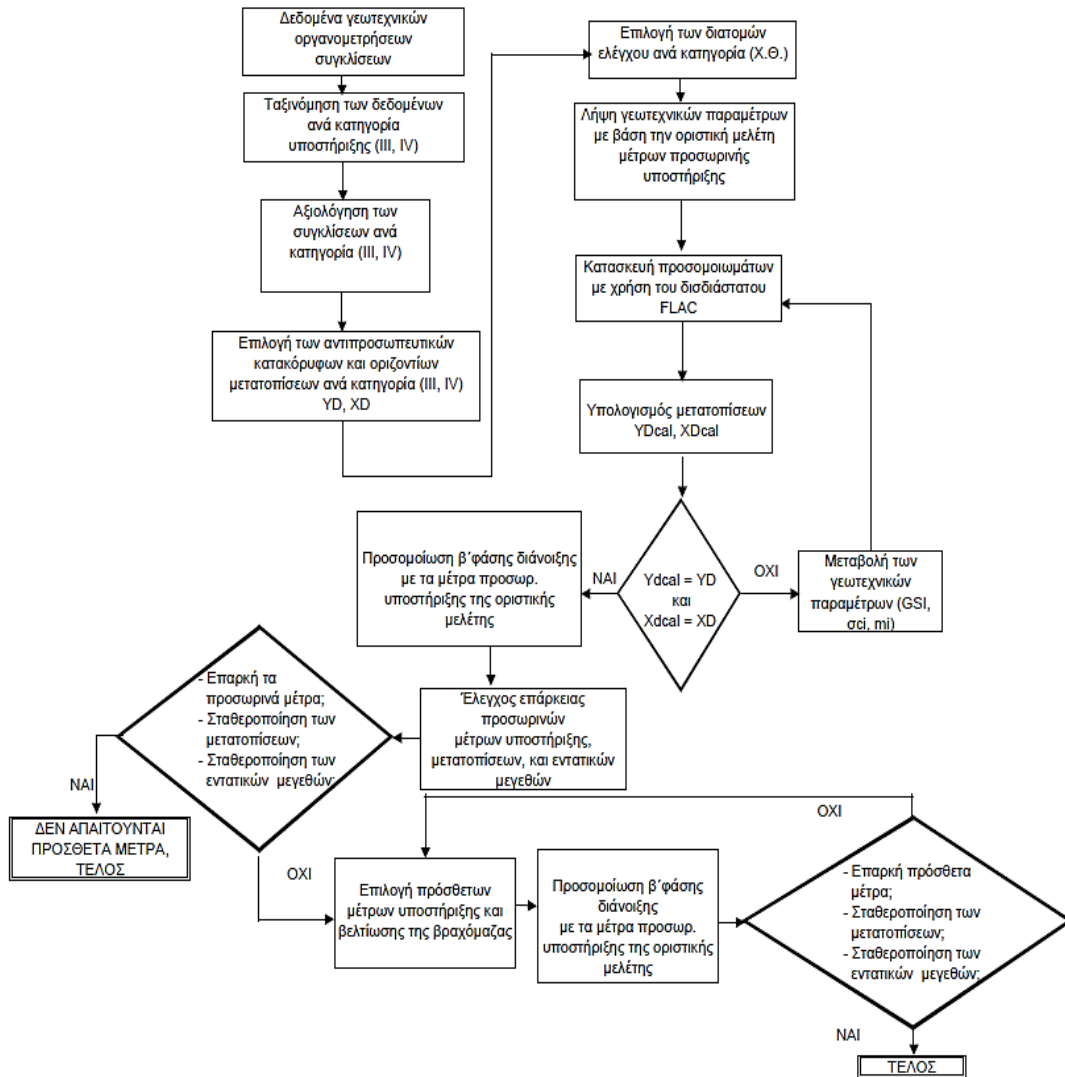 Δεδομένα γεωτεχνικών
οργανομετρήσεων
συγκλίσεων
Ταξινόμηση των δεδομένων
ανά κατηγορία
υποστήριξης (III, IV)
Αξιολόγηση των
συγκλίσεων ανά
κατηγορία (III, IV)
Επιλογή των αντιπροσωπευτικών
κατακόρυφων και οριζοντίων
μετατοπίσεων ανά κατηγορία (III, IV)
YD, XD
Επιλογή των διατομών
ελέγχου ανά κατηγορία (Χ.Θ.)
Λήψη γεωτεχνικών παραμέτρων
με βάση την οριστική μελέτη
μέτρων προσωρινής
υποστήριξης
Κατασκευή προσομοιωμάτων
με χρήση του δισδιάστατου
FLAC
Υπολογισμός μετατοπίσεων
YDcal, XDcal
Ydcal = YD
και
Xdcal = XD
ΟΧΙ
Μεταβολή των
γεωτεχνικών
παραμέτρων (GSI,
σci, mi)
ΝΑΙ
Προσομοίωση β΄φάσης διάνοιξης
με τα μέτρα προσωρ.
υποστήριξης της οριστικής
μελέτης
Έλεγχος επάρκειας
προσωρινών
μέτρων υποστήριξης,
μετατοπίσεων, και εντατικών
μεγεθών
- Επαρκή τα
προσωρινά μέτρα;
- Σταθεροποίηση των
μετατοπίσεων;
- Σταθεροποίηση των
εντατικών μεγεθών;
ΝΑΙ
ΔΕΝ ΑΠΑΙΤΟΥΝΤΑΙ
ΠΡΟΣΘΕΤΑ ΜΕΤΡΑ,
ΤΕΛΟΣ
ΟΧΙ
Επιλογή πρόσθετων
μέτρων υποστήριξης και
βελτίωσης της βραχόμαζας
Προσομοίωση β΄φάσης
διάνοιξης
με τα μέτρα προσωρ.
υποστήριξης της οριστικής
μελέτης
- Επαρκή πρόσθετα
μέτρα;
- Σταθεροποίηση των
μετατοπίσεων;
- Σταθεροποίηση των
εντατικών μεγεθών;
ΟΧΙ
ΝΑΙ
ΤΕΛΟΣ